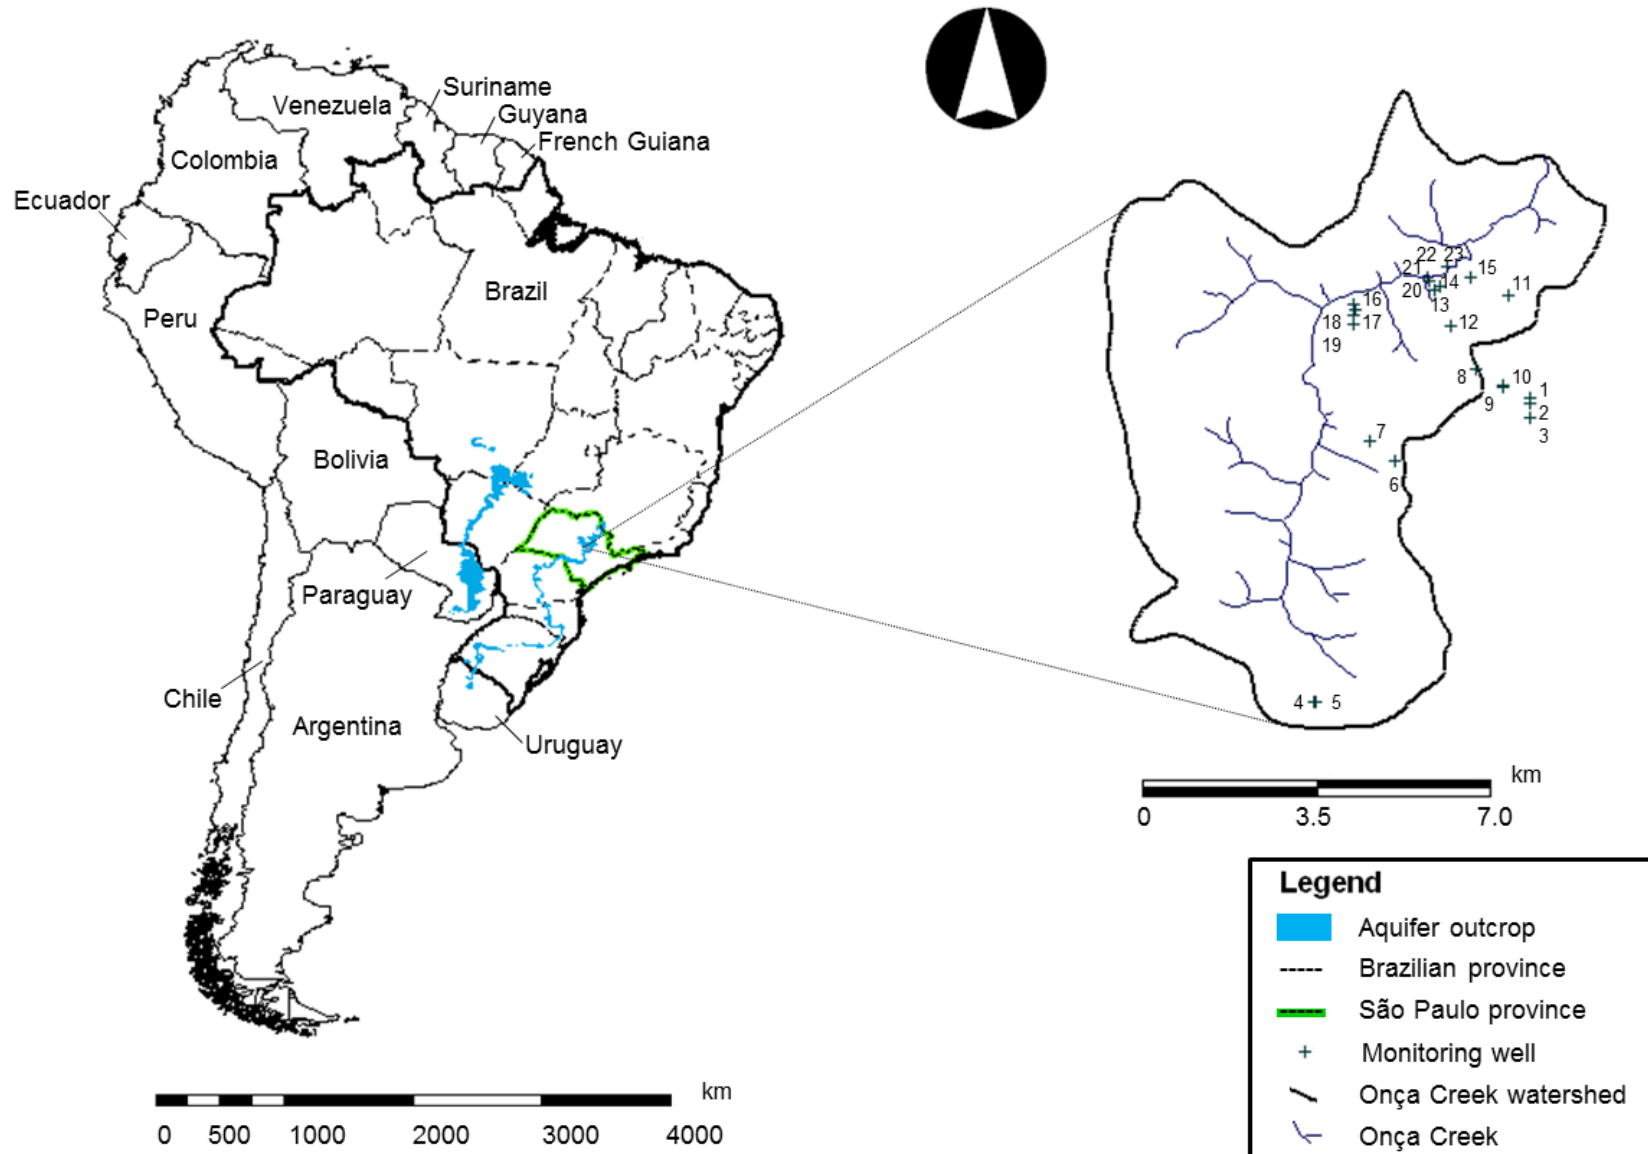 Suriname
Venezuela
Guyana
French Guiana
Colombia
Ecuador
Peru
Brazil
Bolivia
Paraguay
Chile
Argentina
Uruguay
22 23
21 15
14
20 11
13
16
18 17 12
19
8 10
9 1
2
3
7
6
4 5
km
0 3.5 7.0
km
0 500 1000 2000 3000 4000
Legend
Aquifer outcrop
Brazilian province
São Paulo province
Monitoring well
Onça Creek watershed
Onça Creek